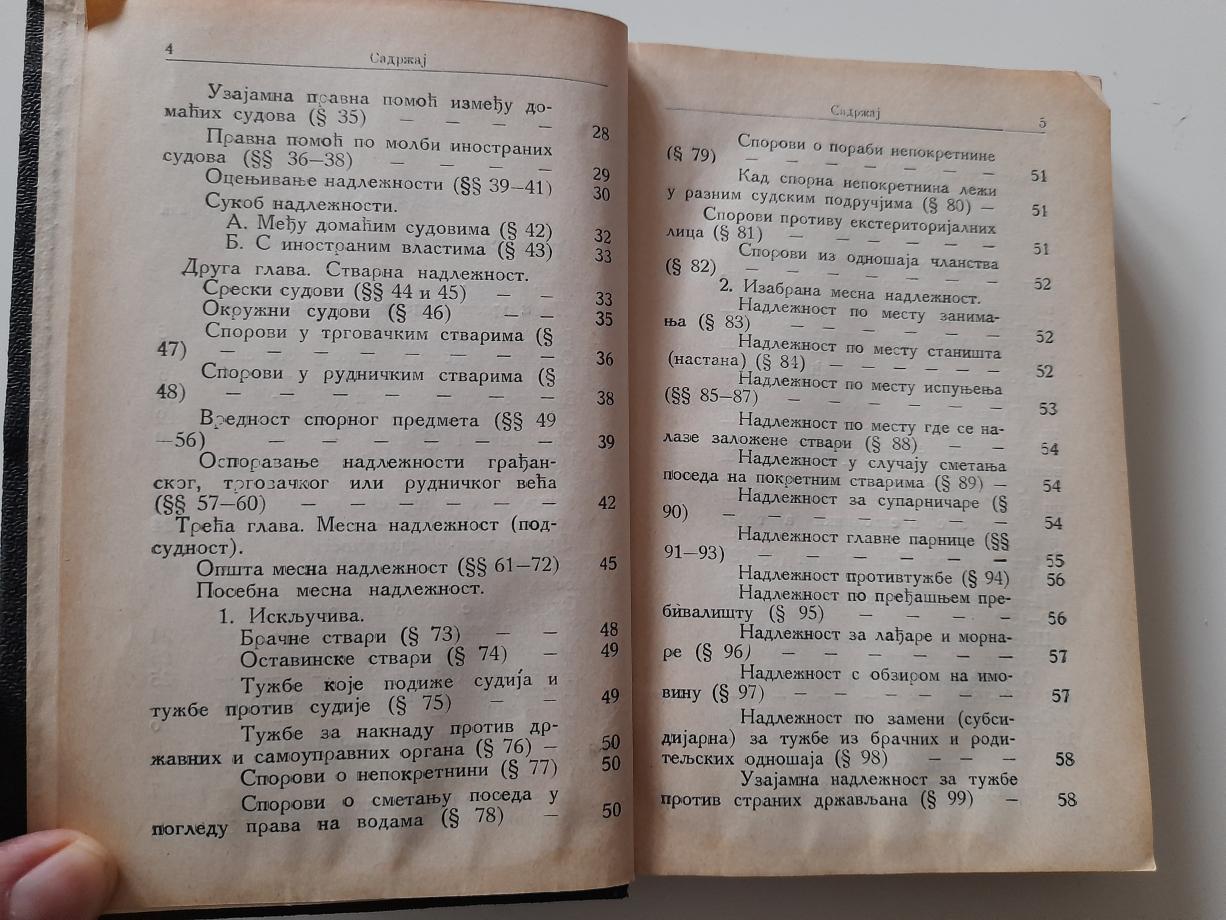 4
Садржај
Узајамна правна помоћ између до-
маћих судова (§ 35) — — — — 28
Правна помоћ по молби иностраних
судова (§§ 36—38) — — — — 29
Оцењивање надлежности (§§ 39—41) 30
Сукоб надлежности.
А. Међу домаћим судовима (§ 42) 32
Б. С иностраним властима (§ 43) 33
Друга глава. Стварна надлежност.
Срески судови (§§ 44 и 45) — — 33
Окружни судови (§ 46) — — 35
Спорови у трговачким стварима (§
47) — — — — — — — 36
Спорови у рудничким стварима (§
48) — — — — — — — 38
Вредност спорног предмета (§§ 49
—56) — — — — — — 39
Оспоразање надлежности грађан-
ског, тргозачког или рудничког већа
(§§ 57—60) — — — — — — 42
Трећа глава. Месна надлежност (под-
судност).
Општа месна надлежност (§§ 61—72) 45
Посебна месна надлежност.
1. Искључива.
Брачне ствари (§ 73) — — 48
Оставинске ствари (§ 74) — 49
Тужбе које подиже судија и
тужбе против судије (§ 75) — — 49
Тужбе за накнаду против др-
жавних и самоуправних органа (§ 76) — 50
Спорови о непокретнини (§ 77) 50
Спорови о сметању поседа у
погледу права на водама (§ 78) — 50
Садржај
5
Спорови о пораби непокретнине
(§ 79) — — — — — — — 51
Кад спорна непокретнина лежи
у разним судским подручјима (§ 80) — 51
Спорови противу екстериторијалних
лица (§ 81) — — — — — — 51
Спорови из одношаја чланства
(§ 82) — — — — — — — 52
2. Изабрана месна надлежност.
Надлежност по месту занима-
ња (§ 83) — — — — — — 52
Надлежност по месту станишта
(настана) (§ 84) — — — — — — 52
Надлежност по месту испуњења
(§§ 85—87) — — — — — — 53
Надлежност по месту где се на-
лазе заложене ствари (§ 88) — — 54
Надлежност у случају сметања
поседа на покретним стварима (§ 89) — 54
Надлежност за супарничаре (§
90) — — — — — — — — 54
Надлежност главне парнице (§§
91—93) — — — — — — — 55
Надлежност противтужбе (§ 94) 56
Надлежност по пређашњем пре-
бивалишту (§ 95) — — — — 56
Надлежност за лађаре и морна-
ре (§ 96) — — — — — — — 57
Надлежност с обзиром на имо-
вину (§ 97) — — — — — — 57
Надлежност по замени (субси-
дијарна) за тужбе из брачних и роди-
тељских одношаја (§ 98) — — — 58
Узајамна надлежност за тужбе
против страних држављана (§ 99) — 58